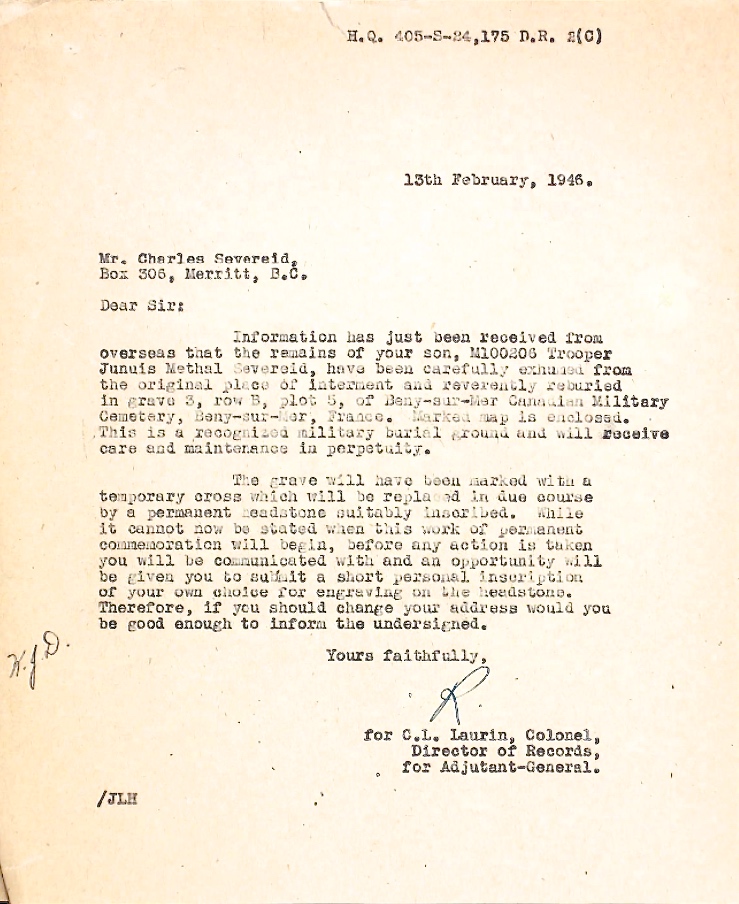 H.Q. 405-S-24,175 D.R. 2(C)
13th February, 1946.
Mr. Charles Severeid,
Box 306, Merritt, B.C.
Dear Sir:
Information has just been received from
overseas that the remains of your son, M100206 Trooper
Junuis Methal Severeid, have been carefully exhumed from
the original place of interment and reverently reburied
in grave 3, row B, plot 5, of Beny-sur-Mer Canadian Military
Cemetery, Beny-sur-Mer, France. Marked map is enclosed.
This is a recognized military burial ground and will receive
care and maintenance in perpetuity.
The grave will have been marked with a
temporary cross which will be replaced in due course
by a permanent headstone suitably inscribed. While
it cannot now be stated when this work of permanent
commemoration will begin, before any action is taken
you will be communicated with and an opportunity will
be given you to submit a short personal inscription
of your own choice for engraving on the headstone.
Therefore, if you should change your address would you
be good enough to inform the undersigned.
Yours faithfully,
W.J.D.
R.
for C.L. Laurin, Colonel,
Director of Records,
for Adjutant-General.
/JLH